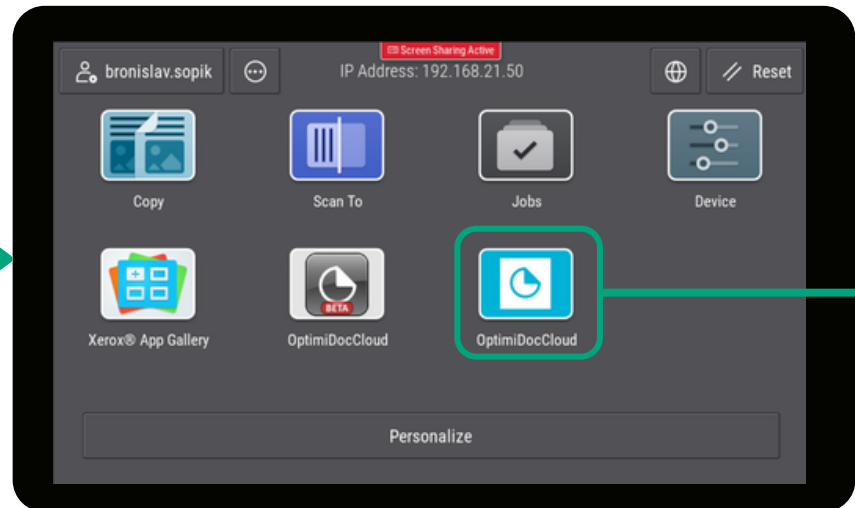 Screen Sharing Active
bronislav.sopik
IP Address: 192.168.21.50
Reset
Copy
Scan To
Jobs
Device
BETA
Xerox® App Gallery
OptimiDocCloud
OptimiDocCloud
Personalize